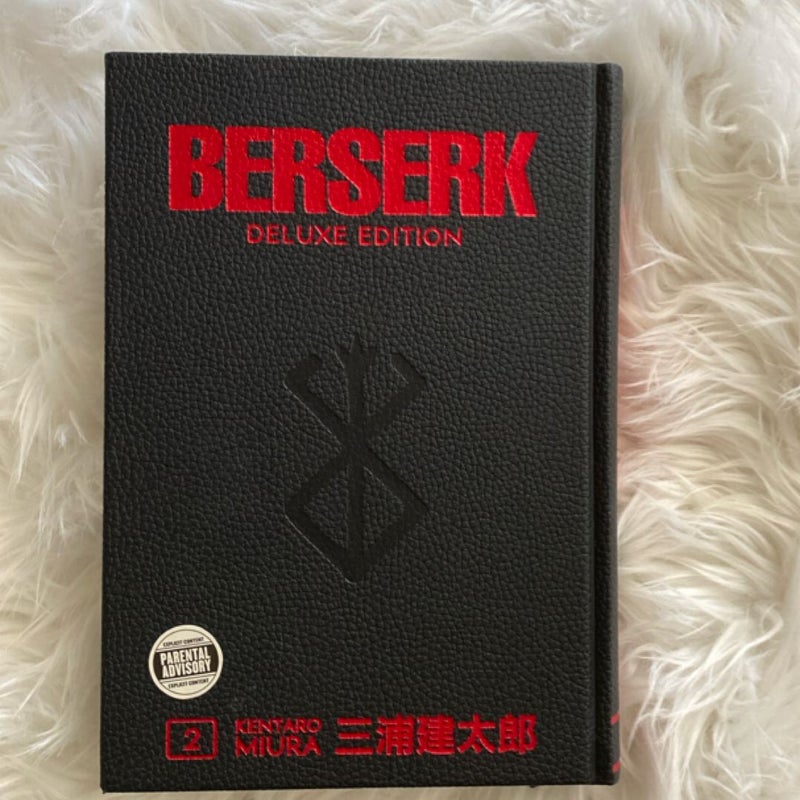 BERSERK
DELUXE EDITION
EXPLICIT CONTENT
PARENTAL
ADVISORY
EXPLICIT CONTENT
2
KENTARO
MIURA
三浦建太郎